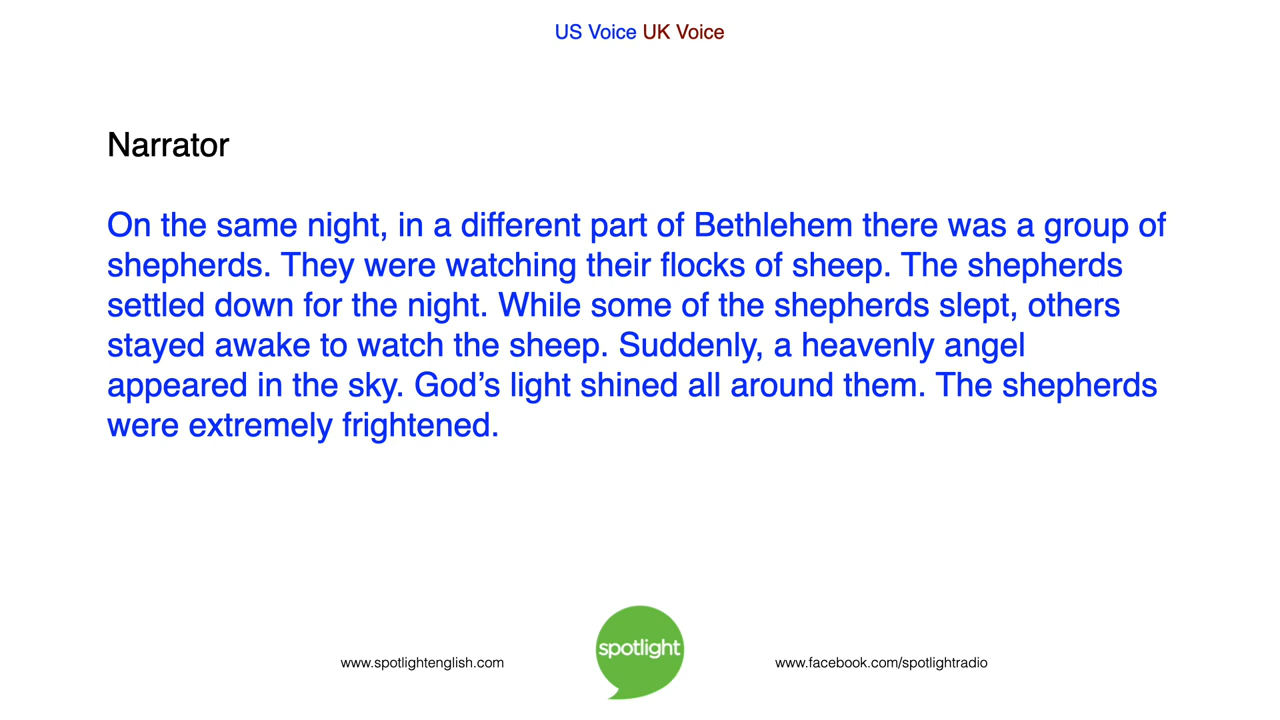 US Voice UK Voice
Narrator
On the same night, in a different part of Bethlehem there was a group of
shepherds. They were watching their flocks of sheep. The shepherds
settled down for the night. While some of the shepherds slept, others
stayed awake to watch the sheep. Suddenly, a heavenly angel
appeared in the sky. God’s light shined all around them. The shepherds
were extremely frightened.
www.spotlightenglish.com
spotlight
www.facebook.com/spotlightradio